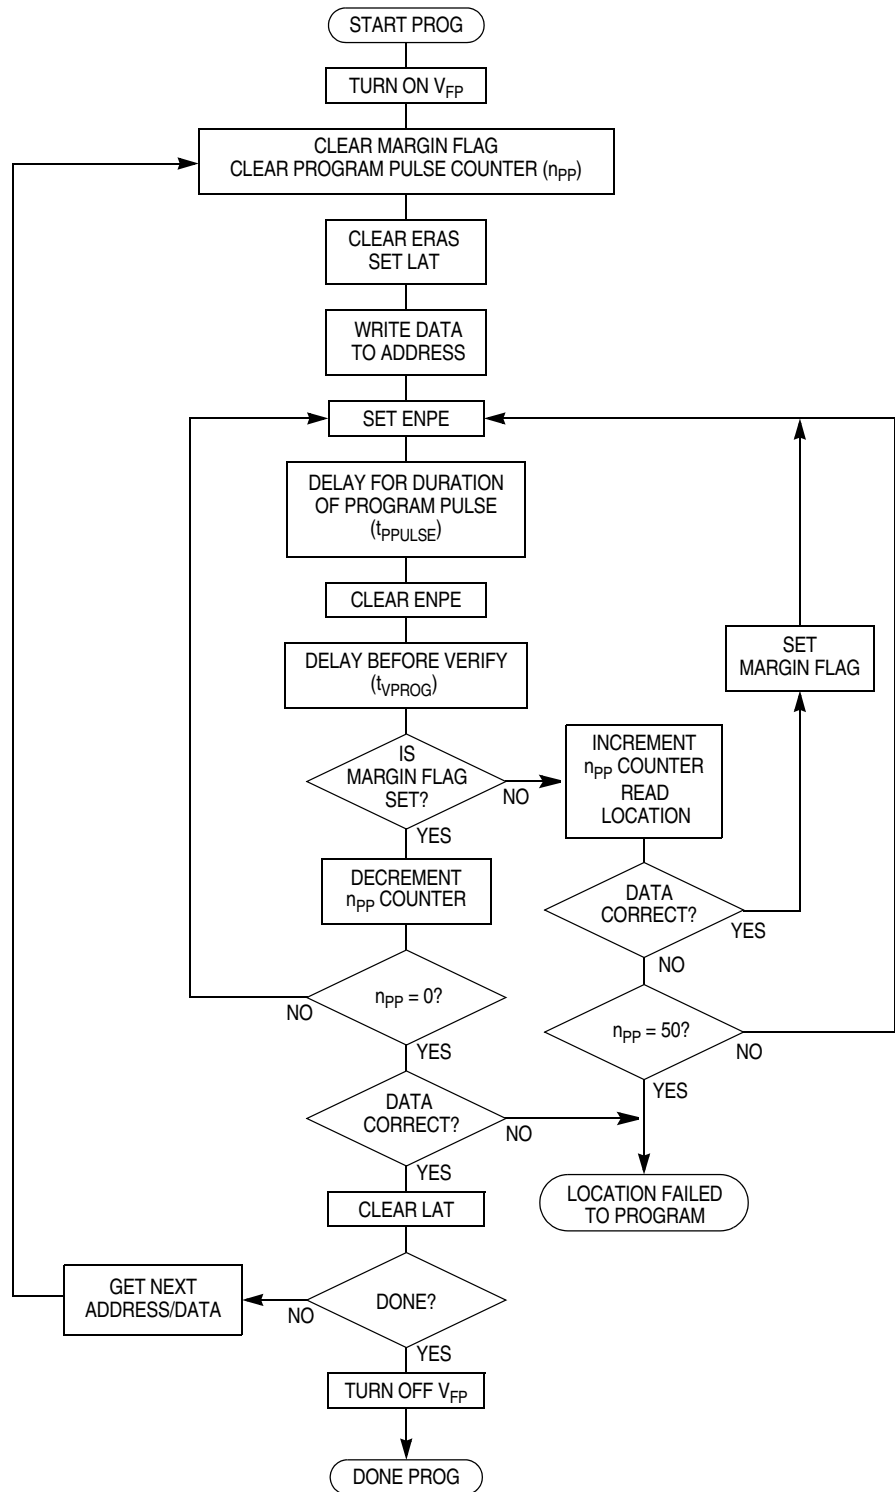 START PROG
TURN ON VFP
CLEAR MARGIN FLAG
CLEAR PROGRAM PULSE COUNTER (nPP)
CLEAR ERAS
SET LAT
WRITE DATA
TO ADDRESS
SET ENPE
DELAY FOR DURATION
OF PROGRAM PULSE
(tPPULSE)
CLEAR ENPE
DELAY BEFORE VERIFY
(tVPROG)
SET
MARGIN FLAG
IS
MARGIN FLAG
SET?
NO
YES
INCREMENT
nPP COUNTER
READ
LOCATION
DECREMENT
nPP COUNTER
DATA
CORRECT?
YES
NO
nPP = 0?
NO
YES
nPP = 50?
NO
YES
DATA
CORRECT?
NO
YES
LOCATION FAILED
TO PROGRAM
CLEAR LAT
GET NEXT
ADDRESS/DATA
DONE?
NO
YES
TURN OFF VFP
DONE PROG